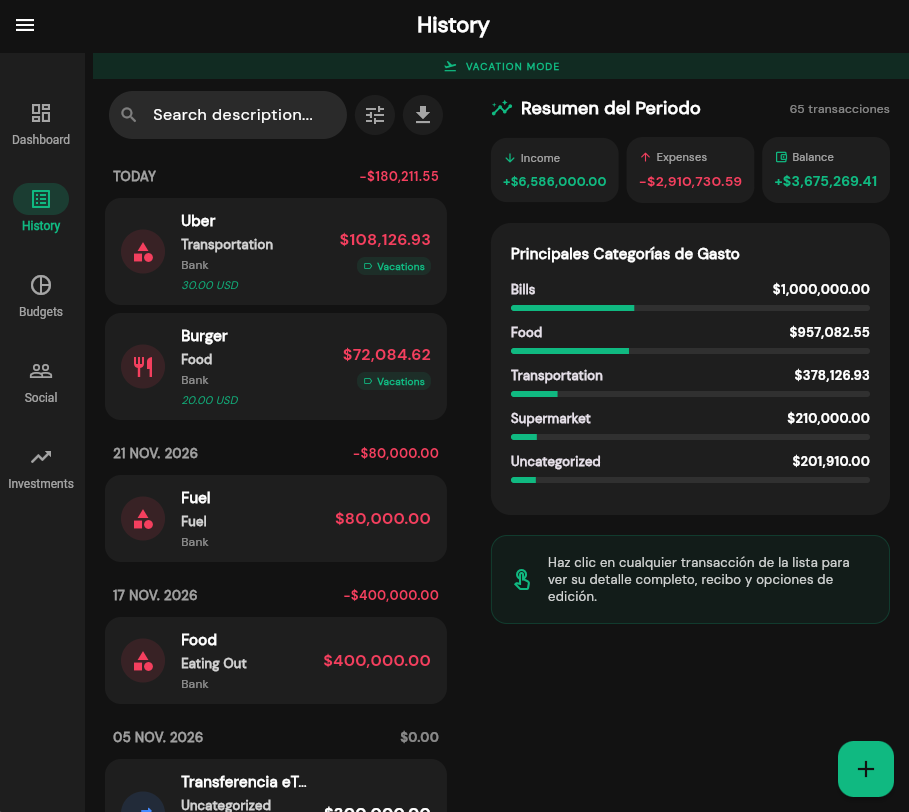 History
VACATION MODE
Dashboard
History
Budgets
Social
Investments
Search description...
TODAY -$180,211.55
Uber
Transportation
Bank
30.00 USD
$108,126.93
Vacations
Burger
Food
Bank
20.00 USD
$72,084.62
Vacations
21 NOV. 2026 -$80,000.00
Fuel
Fuel
Bank
$80,000.00
17 NOV. 2026 -$400,000.00
Food
Eating Out
Bank
$400,000.00
05 NOV. 2026 $0.00
Transferencia eT...
Uncategorized
Resumen del Periodo
65 transacciones
Income
+$6,586,000.00
Expenses
-$2,910,730.59
Balance
+$3,675,269.41
Principales Categorías de Gasto
Bills $1,000,000.00
Food $957,082.55
Transportation $378,126.93
Supermarket $210,000.00
Uncategorized $201,910.00
Haz clic en cualquier transacción de la lista para
ver su detalle completo, recibo y opciones de
edición.